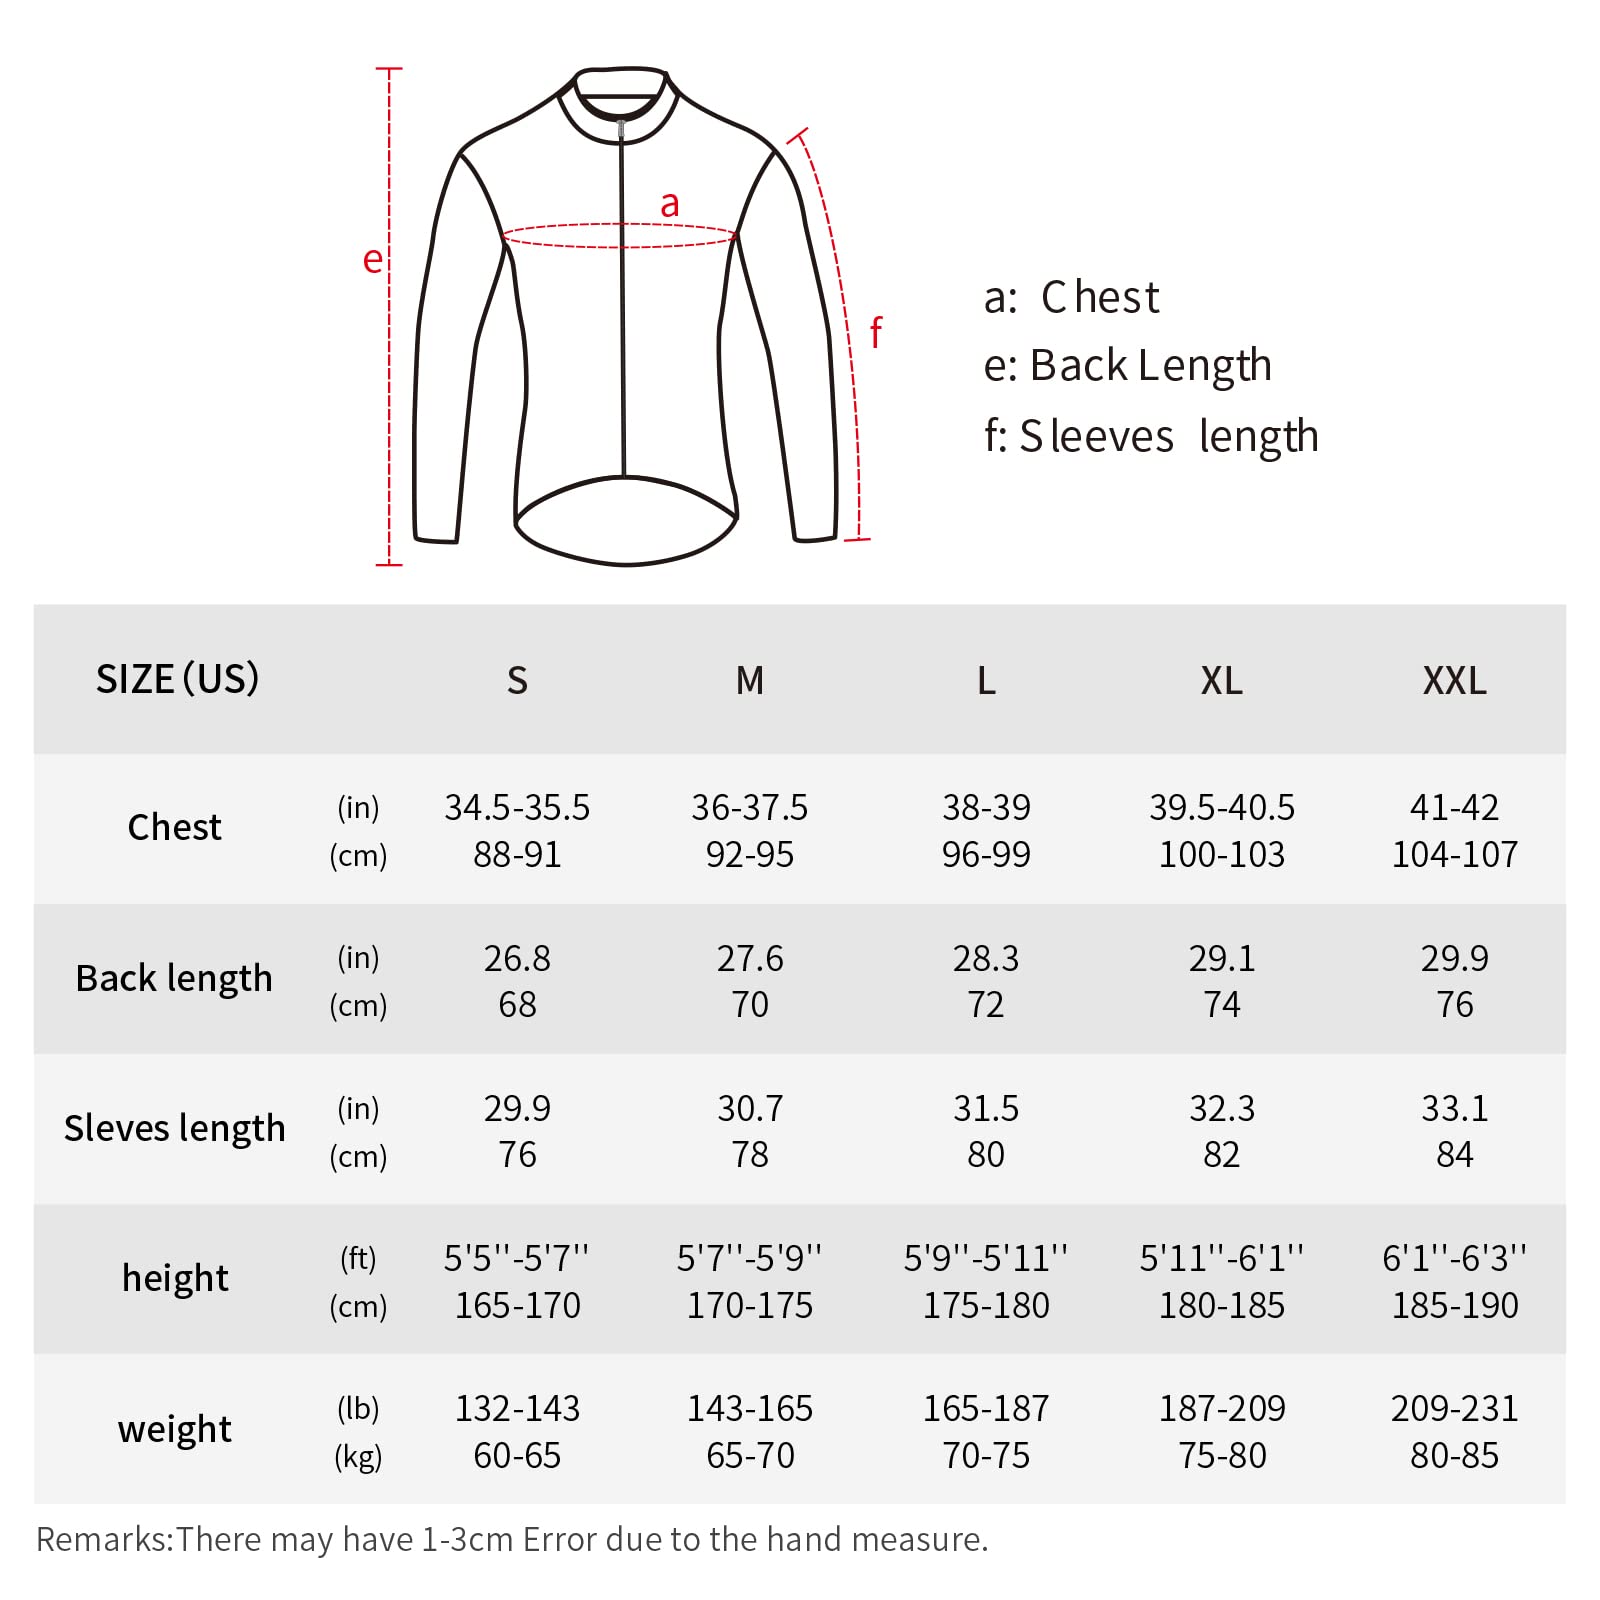 a
e
f
a: Chest
e: Back Length
f: Sleeves length
SIZE(US) S M L XL XXL
Chest (in) 34.5-35.5 36-37.5 38-39 39.5-40.5 41-42
(cm) 88-91 92-95 96-99 100-103 104-107
Back length (in) 26.8 27.6 28.3 29.1 29.9
(cm) 68 70 72 74 76
Sleves length (in) 29.9 30.7 31.5 32.3 33.1
(cm) 76 78 80 82 84
height (ft) 5'5''-5'7'' 5'7''-5'9'' 5'9''-5'11'' 5'11''-6'1'' 6'1''-6'3''
(cm) 165-170 170-175 175-180 180-185 185-190
weight (lb) 132-143 143-165 165-187 187-209 209-231
(kg) 60-65 65-70 70-75 75-80 80-85
Remarks:There may have 1-3cm Error due to the hand measure.